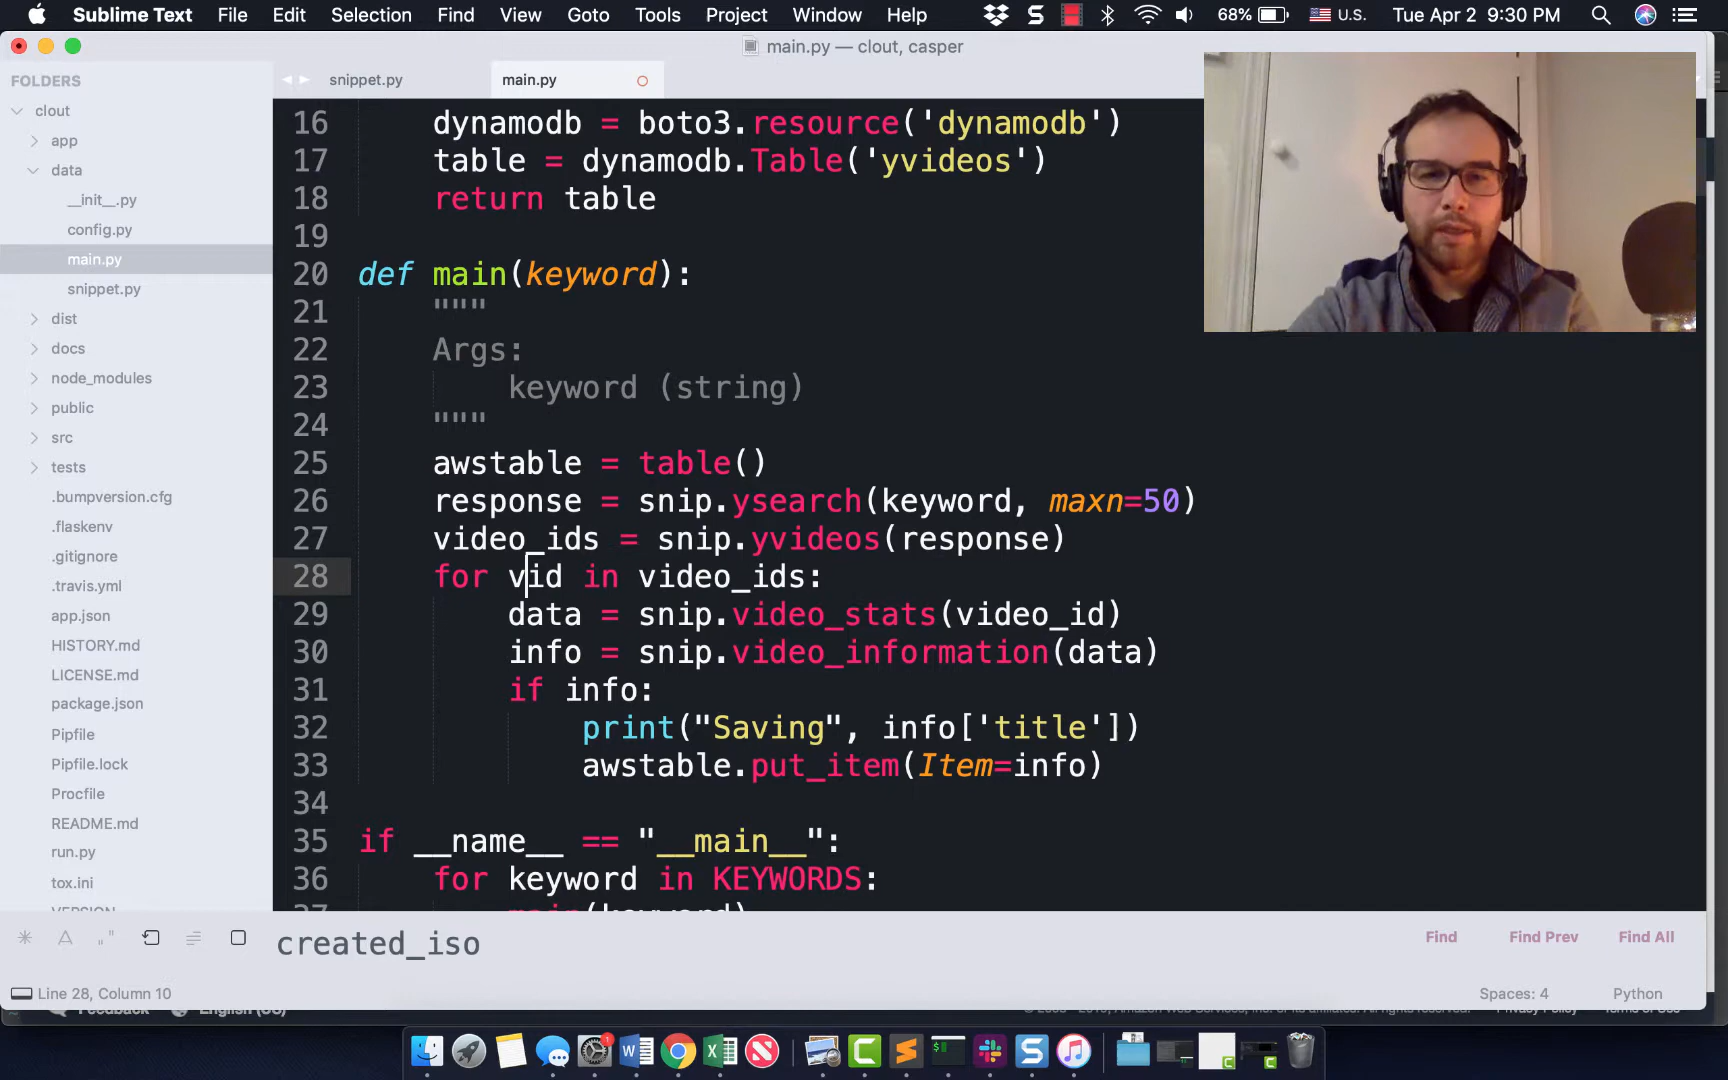 Sublime Text File Edit Selection Find View Goto Tools Project Window Help 68% U.S. Tue Apr 2 9:30 PM
main.py — clout, casper
FOLDERS
clout
app
data
__init__.py
config.py
main.py
snippet.py
dist
docs
node_modules
public
src
tests
.bumpversion.cfg
.flaskenv
.gitignore
.travis.yml
app.json
HISTORY.md
LICENSE.md
package.json
Pipfile
Pipfile.lock
Procfile
README.md
run.py
tox.ini
VERSION
snippet.py main.py
16 dynamodb = boto3.resource('dynamodb')
17 table = dynamodb.Table('yvideos')
18 return table
19
20 def main(keyword):
21 """
22 Args:
23 keyword (string)
24 """
25 awstable = table()
26 response = snip.ysearch(keyword, maxn=50)
27 video_ids = snip.yvideos(response)
28 for vid in video_ids:
29 data = snip.video_stats(video_id)
30 info = snip.video_information(data)
31 if info:
32 print("Saving", info['title'])
33 awstable.put_item(Item=info)
34
35 if __name__ == "__main__":
36 for keyword in KEYWORDS:
37 main(keyword)
created_iso Find Find Prev Find All
Line 28, Column 10 Spaces: 4 Python
Feedback English (US)